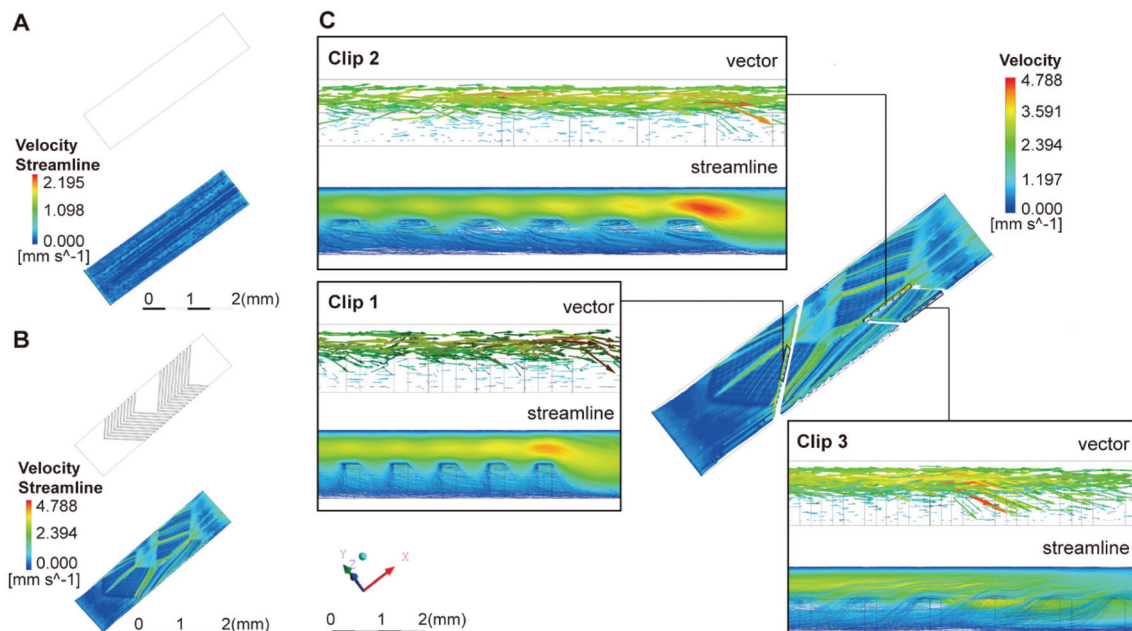 A
Velocity
Streamline
2.195
1.098
0.000
[mm s^-1]
0 1 2(mm)
B
Velocity
Streamline
4.788
2.394
0.000
[mm s^-1]
0 1 2(mm)
C
Clip 2
vector
streamline
Clip 1
vector
streamline
Velocity
4.788
3.591
2.394
1.197
0.000
[mm s^-1]
Clip 3
vector
streamline
Y
Z
X
0 1 2(mm)